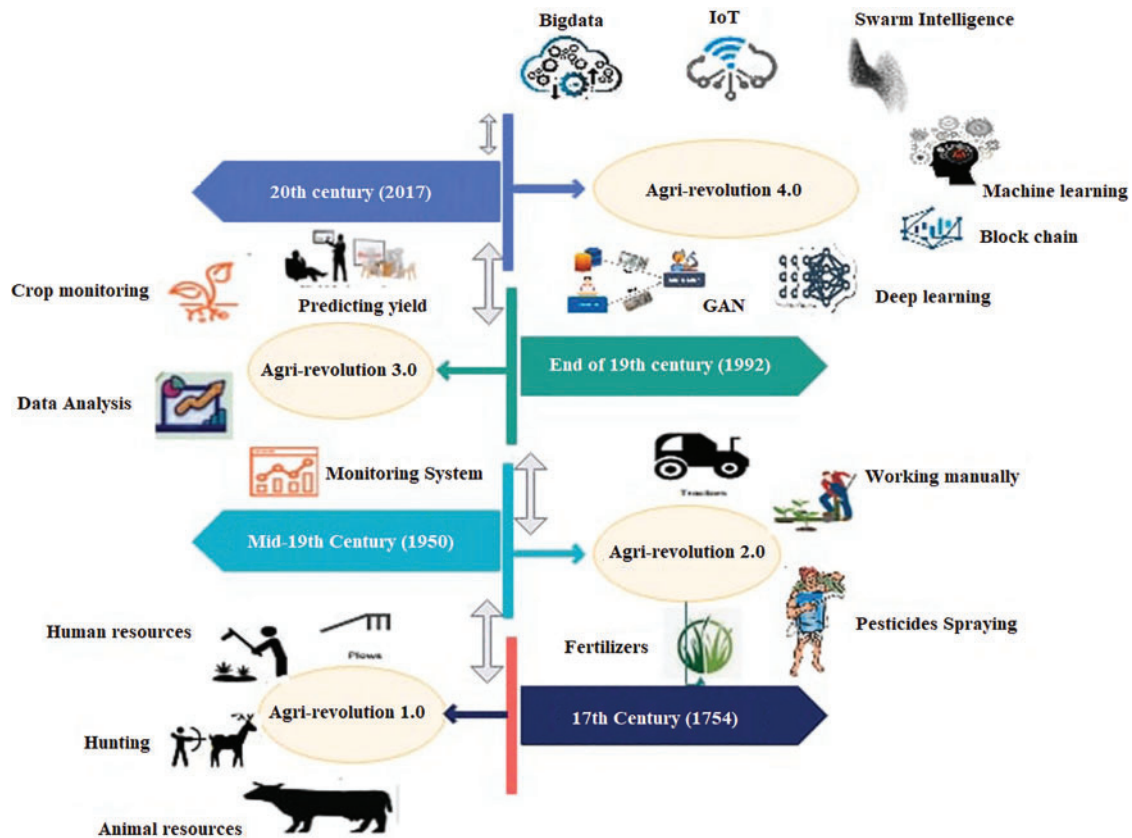 Bigdata
IoT
Swarm Intelligence
20th century (2017)
Agri-revolution 4.0
Machine learning
Block chain
Crop monitoring
Predicting yield
GAN
Deep learning
Agri-revolution 3.0
End of 19th century (1992)
Data Analysis
Monitoring System
Tractors
Working manually
Mid-19th Century (1950)
Agri-revolution 2.0
Human resources
Plows
Fertilizers
Pesticides Spraying
Agri-revolution 1.0
17th Century (1754)
Hunting
Animal resources